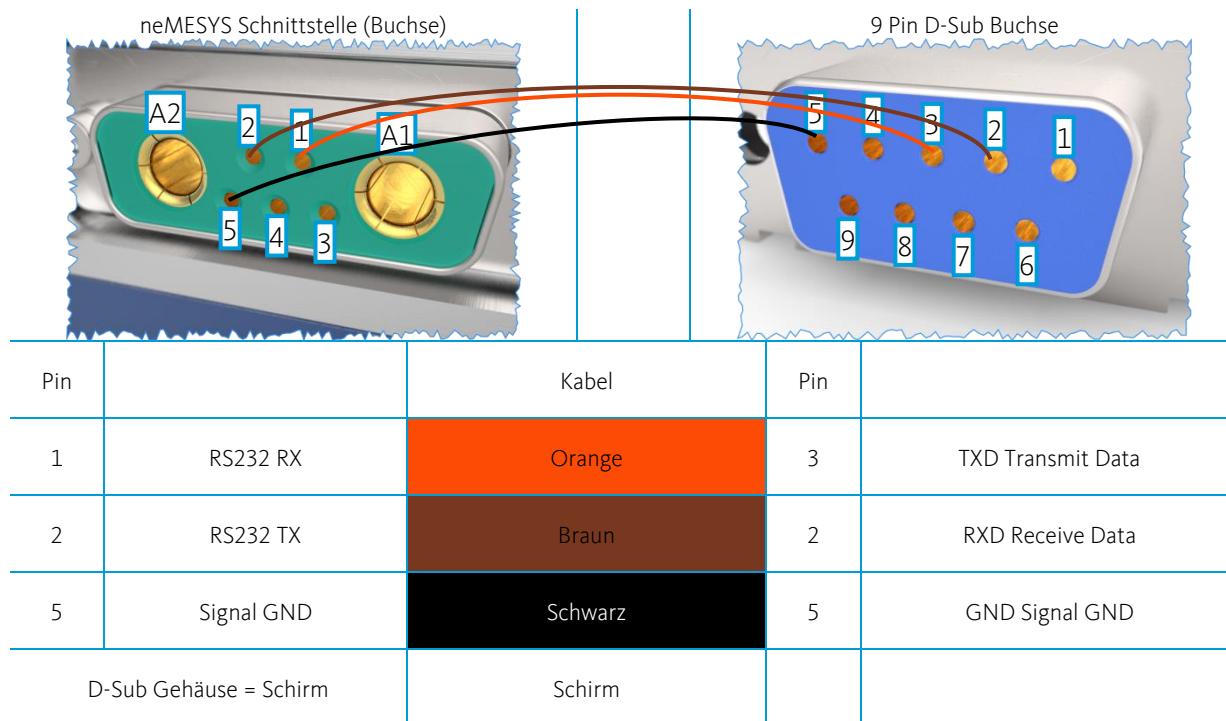 neMESYS Schnittstelle (Buchse)
9 Pin D-Sub Buchse
A2 2 1 A1
5 4 3
5 4 3 2 1
9 8 7 6
Pin Kabel Pin
1 RS232 RX Orange 3 TXD Transmit Data
2 RS232 TX Braun 2 RXD Receive Data
5 Signal GND Schwarz 5 GND Signal GND
D-Sub Gehäuse = Schirm Schirm